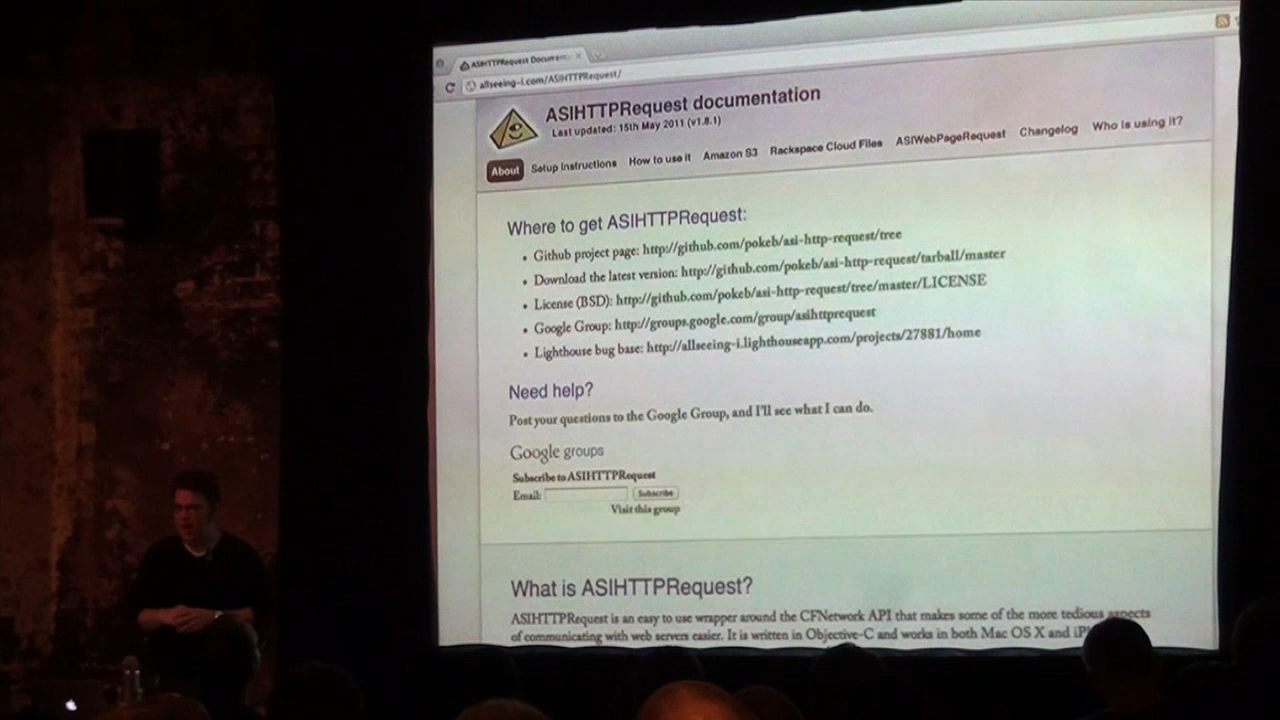 ASIHTTPRequest Documen
allseeing-i.com/ASIHTTPRequest/
ASIHTTPRequest documentation
Last updated: 15th May 2011 (v1.8.1)
About Setup instructions How to use it Amazon S3 Rackspace Cloud Files ASIWebPageRequest Changelog Who is using it?
Where to get ASIHTTPRequest:
• Github project page: http://github.com/pokeb/asi-http-request/tree
• Download the latest version: http://github.com/pokeb/asi-http-request/tarball/master
• License (BSD): http://github.com/pokeb/asi-http-request/tree/master/LICENSE
• Google Group: http://groups.google.com/group/asihttprequest
• Lighthouse bug base: http://allseeing-i.lighthouseapp.com/projects/27881/home
Need help?
Post your questions to the Google Group, and I'll see what I can do.
Google groups
Subscribe to ASIHTTPRequest
Email: Subscribe
Visit this group
What is ASIHTTPRequest?
ASIHTTPRequest is an easy to use wrapper around the CFNetwork API that makes some of the more tedious aspects
of communicating with web servers easier. It is written in Objective-C and works in both Mac OS X and